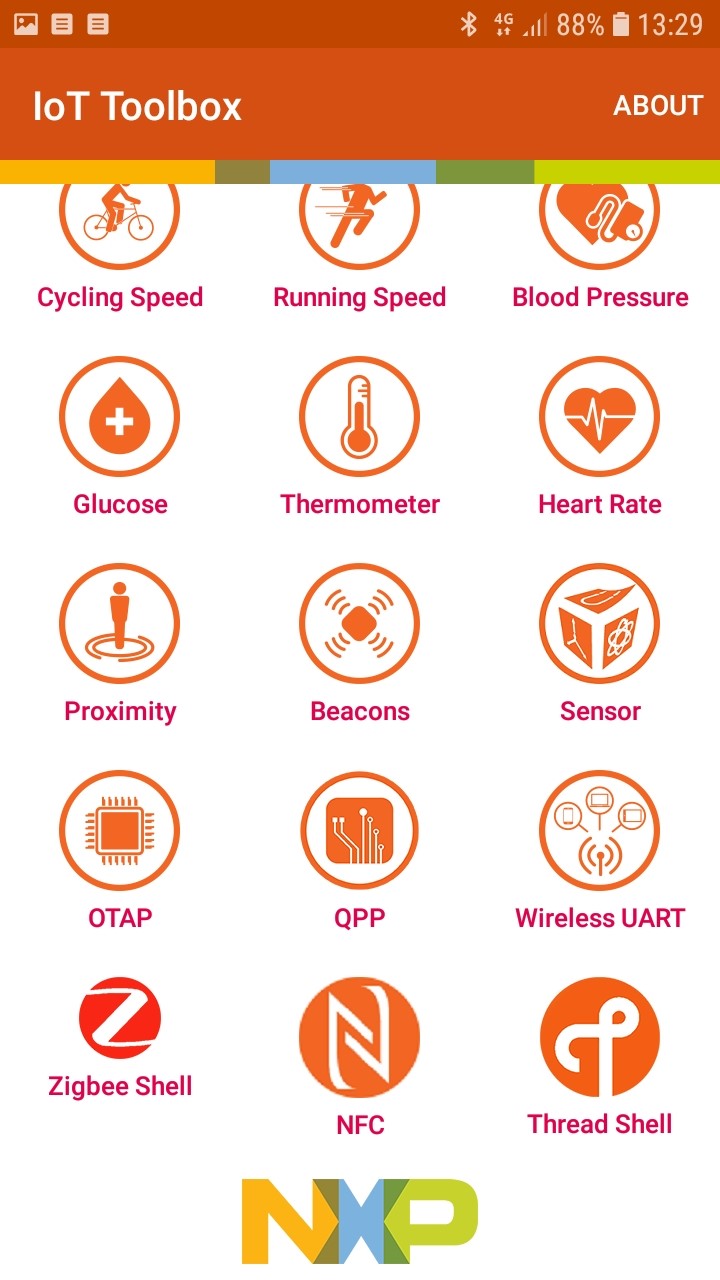 4G 88% 13:29
IoT Toolbox ABOUT
Cycling Speed Running Speed Blood Pressure
Glucose Thermometer Heart Rate
Proximity Beacons Sensor
OTAP QPP Wireless UART
Zigbee Shell NFC Thread Shell
NXP